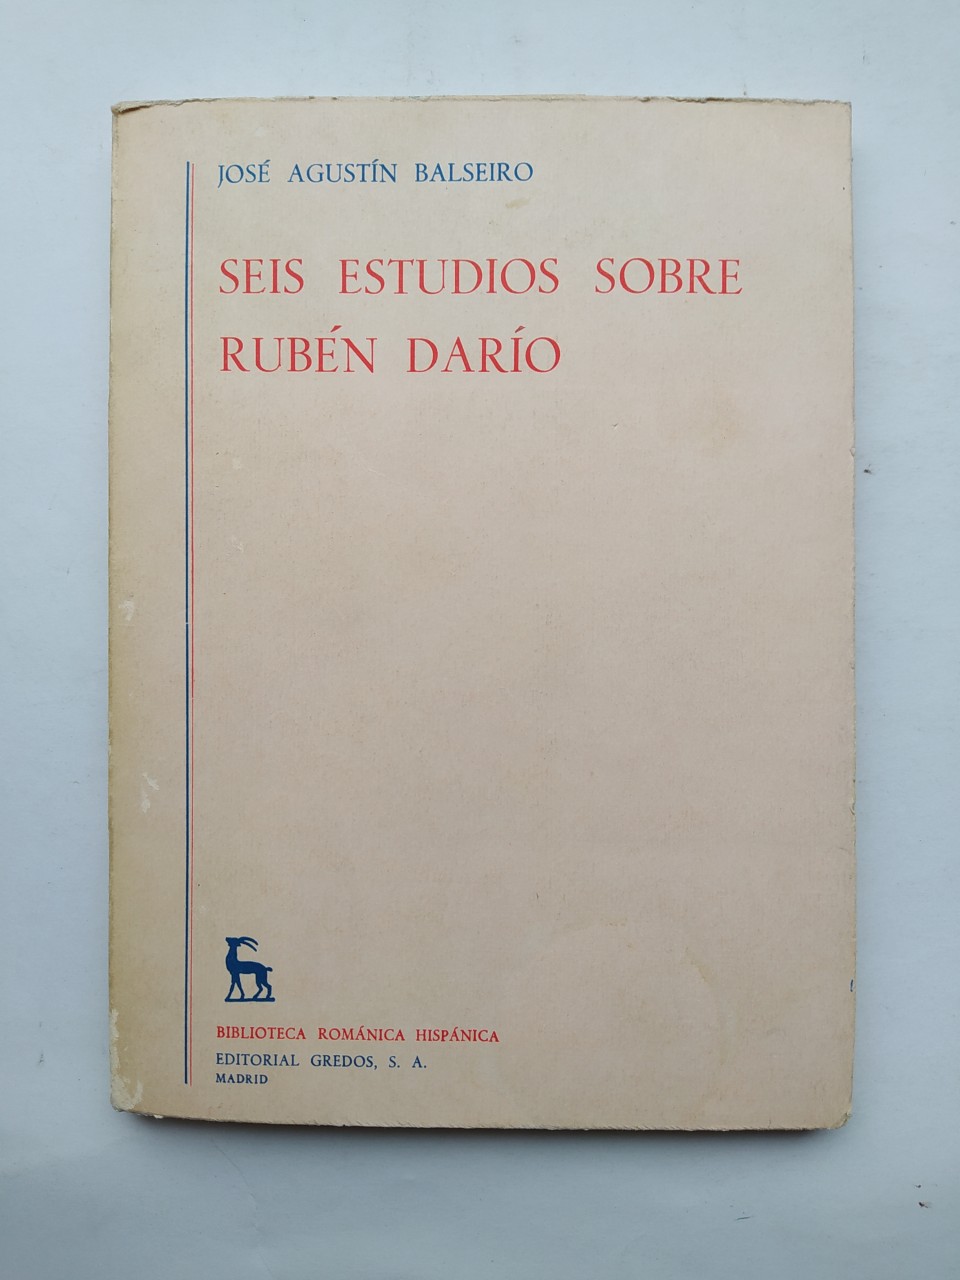 JOSÉ AGUSTÍN BALSEIRO
SEIS ESTUDIOS SOBRE
RUBÉN DARÍO
BIBLIOTECA ROMÁNICA HISPÁNICA
EDITORIAL GREDOS, S. A.
MADRID